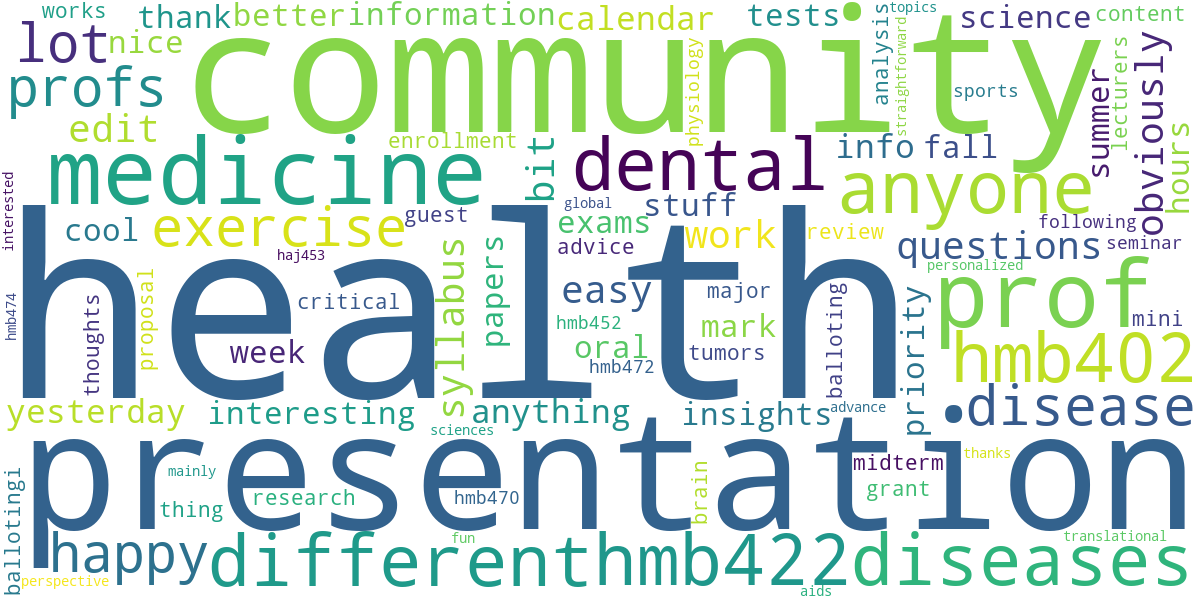 works
thank
better
information
calendar
tests
topics
science
content
lot
nice
community
analysis
straightforward
profs
sports
physiology
lecturers
obviously
summer
edit
enrollment
hours
medicine
bit
dental
info
fall
anyone
interested
exercise
guest
global
stuff
exams
following
cool
advice
work
review
questions
seminar
haj453
syllabus
papers
personalized
health
hmb474
thoughts
proposal
critical
easy
major
balloting
priority
prof
mini
hmb452
mark
week
oral
tumors
hmb472
hmb402
yesterday
interesting
anything
insights
advance
disease
sciences
presentation
mainly
midterm
thanks
ballotingi
thing
research
hmb470
brain
grant
happy
different
fun
hmb422
diseases
translational
perspective
aids